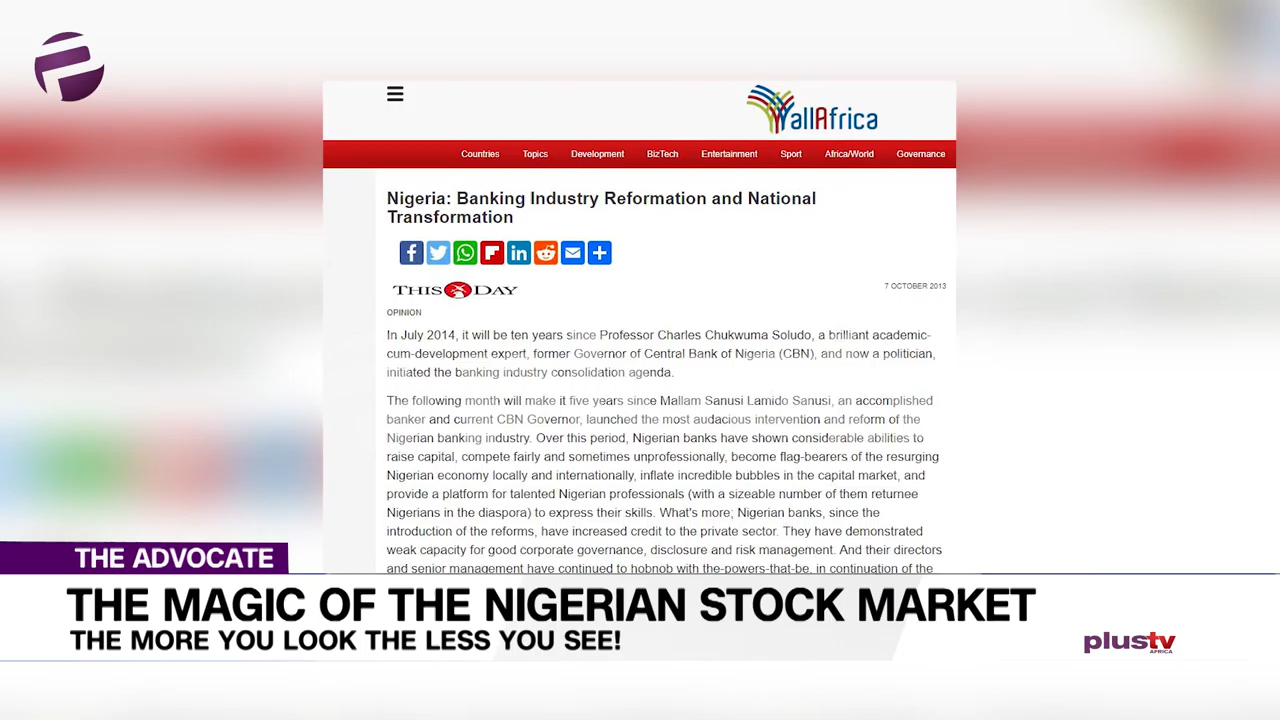 allAfrica
Countries Topics Development BizTech Entertainment Sport Africa/World Governance
Nigeria: Banking Industry Reformation and National
Transformation
THIS DAY
7 OCTOBER 2013
OPINION
In July 2014, it will be ten years since Professor Charles Chukwuma Soludo, a brilliant academic-
cum-development expert, former Governor of Central Bank of Nigeria (CBN), and now a politician,
initiated the banking industry consolidation agenda.
The following month will make it five years since Mallam Sanusi Lamido Sanusi, an accomplished
banker and current CBN Governor, launched the most audacious intervention and reform of the
Nigerian banking industry. Over this period, Nigerian banks have shown considerable abilities to
raise capital, compete fairly and sometimes unprofessionally, become flag-bearers of the resurging
Nigerian economy locally and internationally, inflate incredible bubbles in the capital market, and
provide a platform for talented Nigerian professionals (with a sizeable number of them returnee
Nigerians in the diaspora) to express their skills. What's more; Nigerian banks, since the
introduction of the reforms, have increased credit to the private sector. They have demonstrated
weak capacity for good corporate governance, disclosure and risk management. And their directors
and senior management have continued to hobnob with the-powers-that-be, in continuation of the
THE ADVOCATE
THE MAGIC OF THE NIGERIAN STOCK MARKET
THE MORE YOU LOOK THE LESS YOU SEE!
plustv
AFRICA